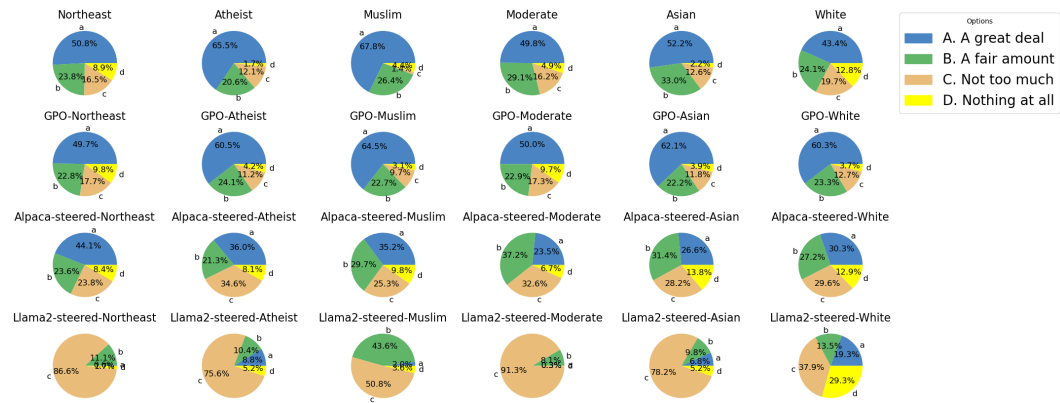 Northeast
a
50.8%
b
23.8%
c
16.5%
d
8.9%
Atheist
a
65.5%
b
20.6%
c
12.1%
d
1.7%
Muslim
a
67.8%
b
26.4%
c
1.4%
d
4.4%
Moderate
a
49.8%
b
29.1%
c
16.2%
d
4.9%
Asian
a
52.2%
b
33.0%
c
12.6%
d
2.2%
White
a
43.4%
b
24.1%
c
19.7%
d
12.8%
Options
A. A great deal
B. A fair amount
C. Not too much
D. Nothing at all
GPO-Northeast
a
49.7%
b
22.8%
c
17.7%
d
9.8%
GPO-Atheist
a
60.5%
b
24.1%
c
11.2%
d
4.2%
GPO-Muslim
a
64.5%
b
22.7%
c
9.7%
d
3.1%
GPO-Moderate
a
50.0%
b
22.9%
c
17.3%
d
9.7%
GPO-Asian
a
62.1%
b
22.2%
c
11.8%
d
3.9%
GPO-White
a
60.3%
b
23.3%
c
12.7%
d
3.7%
Alpaca-steered-Northeast
a
44.1%
b
23.6%
c
23.8%
d
8.4%
Alpaca-steered-Atheist
a
36.0%
b
21.3%
c
34.6%
d
8.1%
Alpaca-steered-Muslim
a
35.2%
b
29.7%
c
25.3%
d
9.8%
Alpaca-steered-Moderate
a
23.5%
b
37.2%
c
32.6%
d
6.7%
Alpaca-steered-Asian
a
26.6%
b
31.4%
c
28.2%
d
13.8%
Alpaca-steered-White
a
30.3%
b
27.2%
c
29.6%
d
12.9%
Llama2-steered-Northeast
a
b
11.1%
c
86.6%
d
Llama2-steered-Atheist
a
8.8%
b
10.4%
c
75.6%
d
5.2%
Llama2-steered-Muslim
a
2.0%
b
43.6%
c
50.8%
d
3.6%
Llama2-steered-Moderate
b
8.1%
c
91.3%
d
0.3%
Llama2-steered-Asian
a
6.8%
b
9.8%
c
78.2%
d
5.2%
Llama2-steered-White
a
19.3%
b
13.5%
c
37.9%
d
29.3%